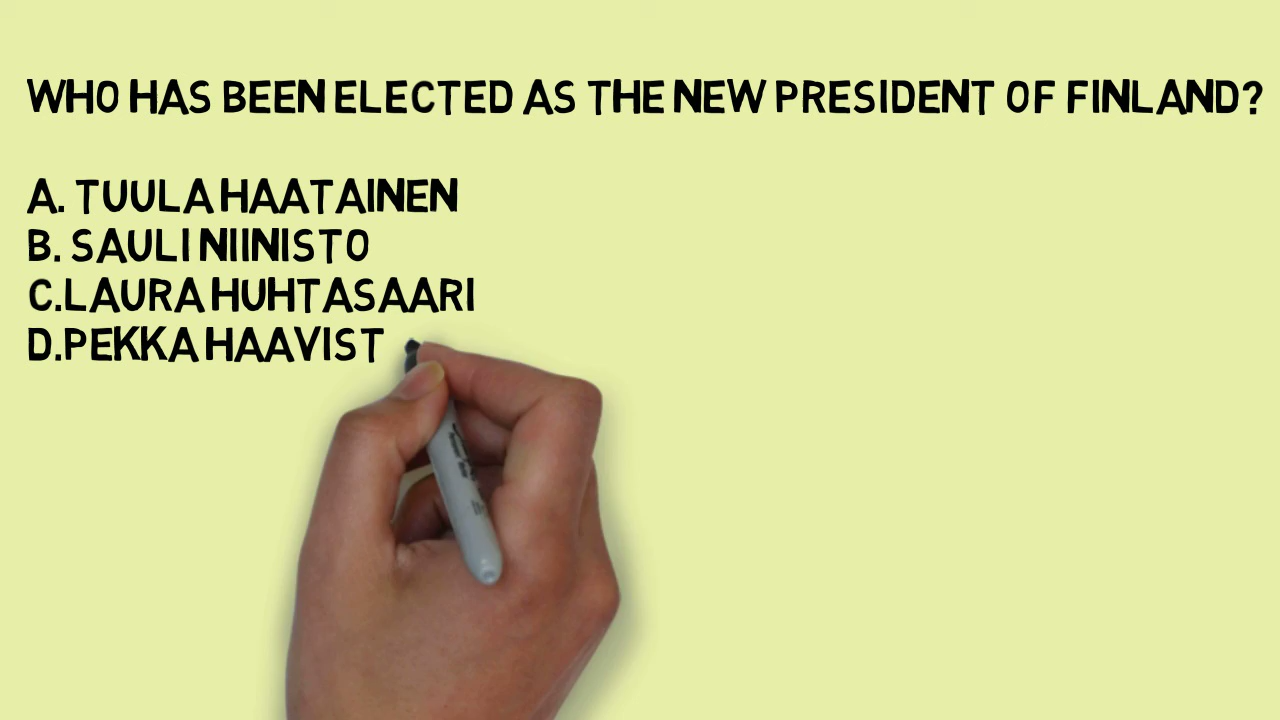 WHO HAS BEEN ELECTED AS THE NEW PRESIDENT OF FINLAND?
A. TUULA HAATAINEN
B. SAULI NIINISTO
C.LAURA HUHTASAARI
D.PEKKA HAAVIST